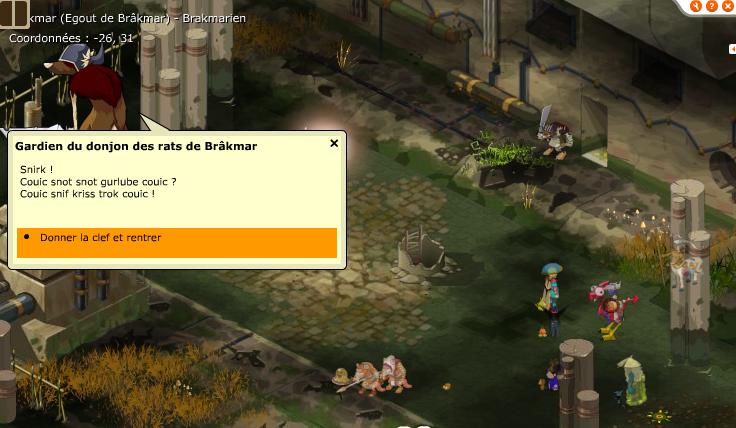 kmar (Egout de Brâkmar) - Brakmarien
Coordonnées : -26, 31
Gardien du donjon des rats de Brâkmar
Snirk !
Couic snot snot gurlube couic ?
Couic snif kriss trok couic !
Donner la clef et rentrer